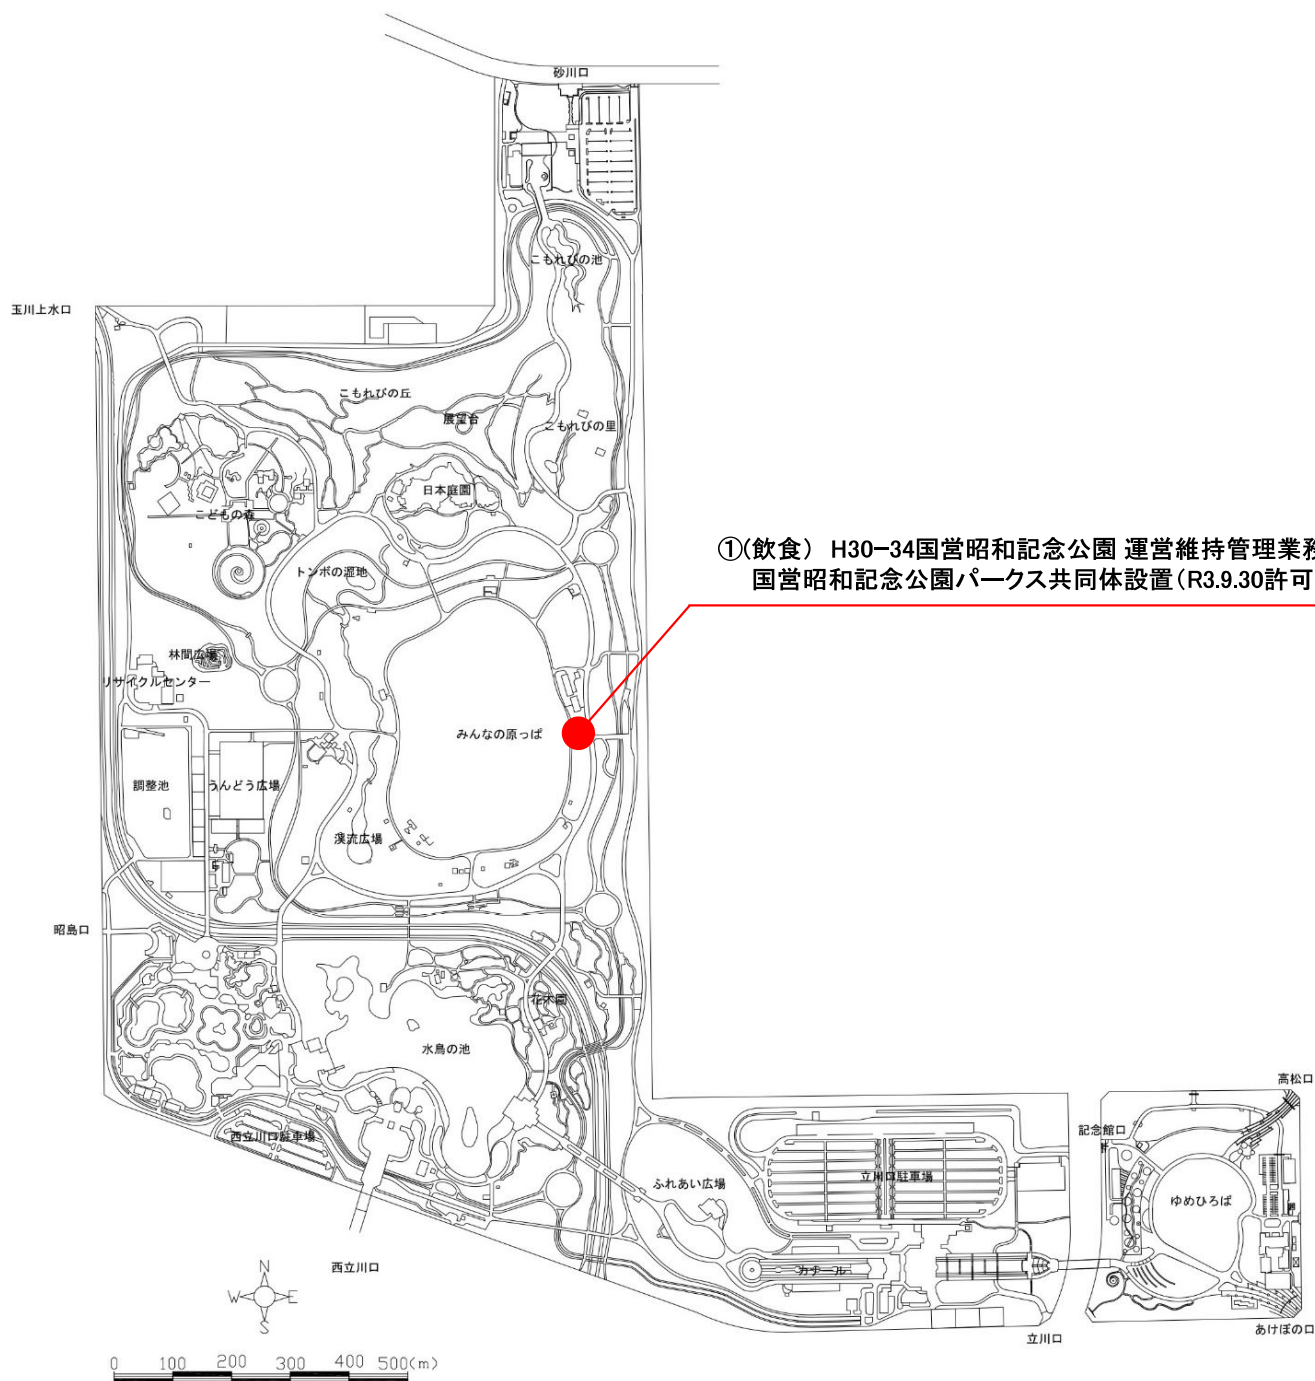 砂川口
こもれびの池
玉川上水口
こもれびの丘
展望台
こもれびの里
日本庭園
こどもの森
①(飲食) H30-34国営昭和記念公園 運営維持管理業務
国営昭和記念公園パークス共同体設置(R3.9.30許可
トンボの湿地
林間広場
リサイクルセンター
みんなの原っぱ
調整池
うんどう広場
渓流広場
昭島口
花木園
水鳥の池
高松口
記念館口
西立川口駐車場
立川口駐車場
ふれあい広場
ゆめひろば
西立川口
カナール
N
W
E
S
立川口
あけぼの口
0 100 200 300 400 500(m)